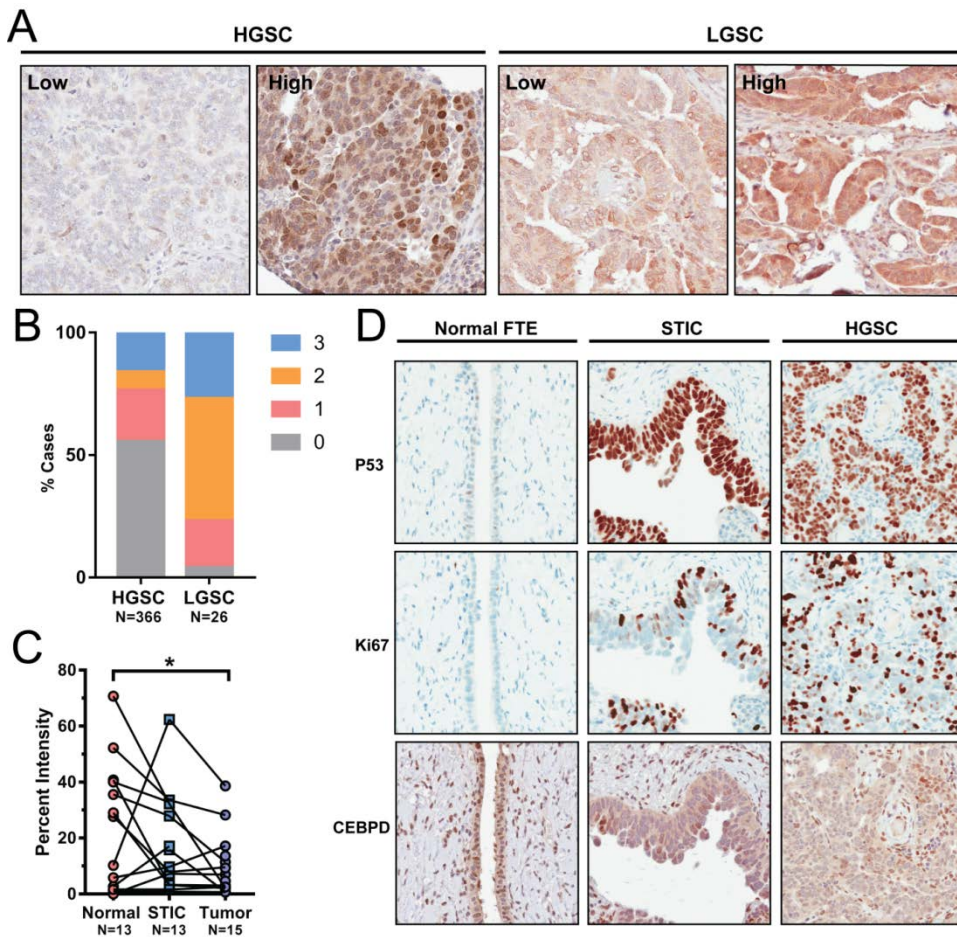 A
HGSC
LGSC
Low
High
Low
High
B
100
50
0
% Cases
HGSC
N=366
LGSC
N=26
3
2
1
0
C
*
80
60
40
20
0
Percent Intensity
Normal
N=13
STIC
N=13
Tumor
N=15
D
Normal FTE
STIC
HGSC
P53
Ki67
CEBPD